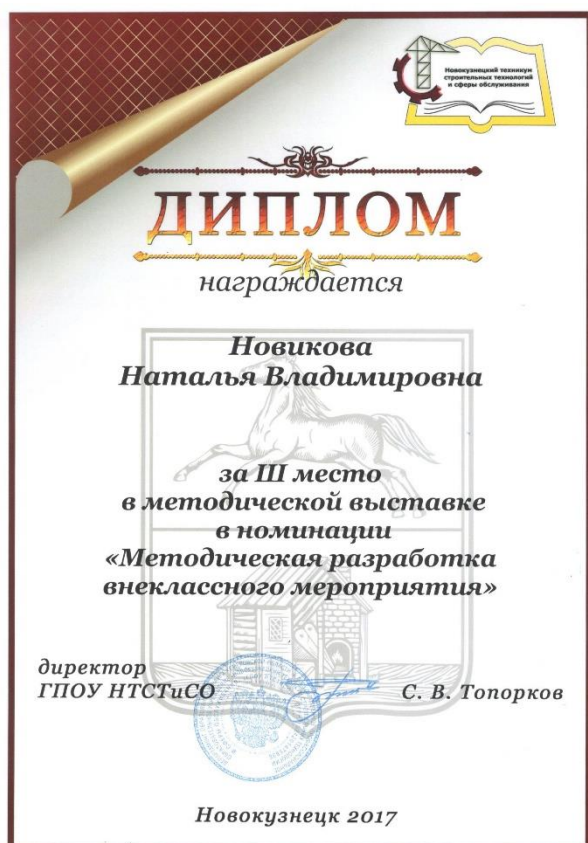 Новокузнецкий техникум
строительных технологий
и сферы обслуживания
ДИПЛОМ
награждается
Новикова
Наталья Владимировна
за III место
в методической выставке
в номинации
«Методическая разработка
внеклассного мероприятия»
директор
ГПОУ НТСТиСО
С. В. Топорков
Новокузнецк 2017